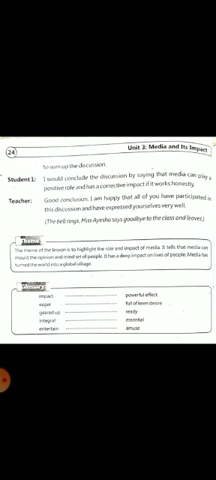 24
Unit 3: Media and Its Impact
to sum up the discussion.
Student 1: I would conclude the discussion by saying that media can play a
positive role and has a corrective impact if it works honestly.
Teacher: Good conclusion. I am happy that all of you have participated in
this discussion and have expressed yourselves very well.
(The bell rings. Miss Ayesha says goodbye to the class and leaves.)
Theme
The theme of the lesson is to highlight the role and impact of media. It tells that media can
mould the opinion and mind set of people. It has a deep impact on lives of people. Media has
turned the world into a global village.
Glossary
impact ------------------ powerful effect
eager ------------------ full of keen desire
geared up ------------------ ready
integral ------------------ essential
entertain ------------------ amuse